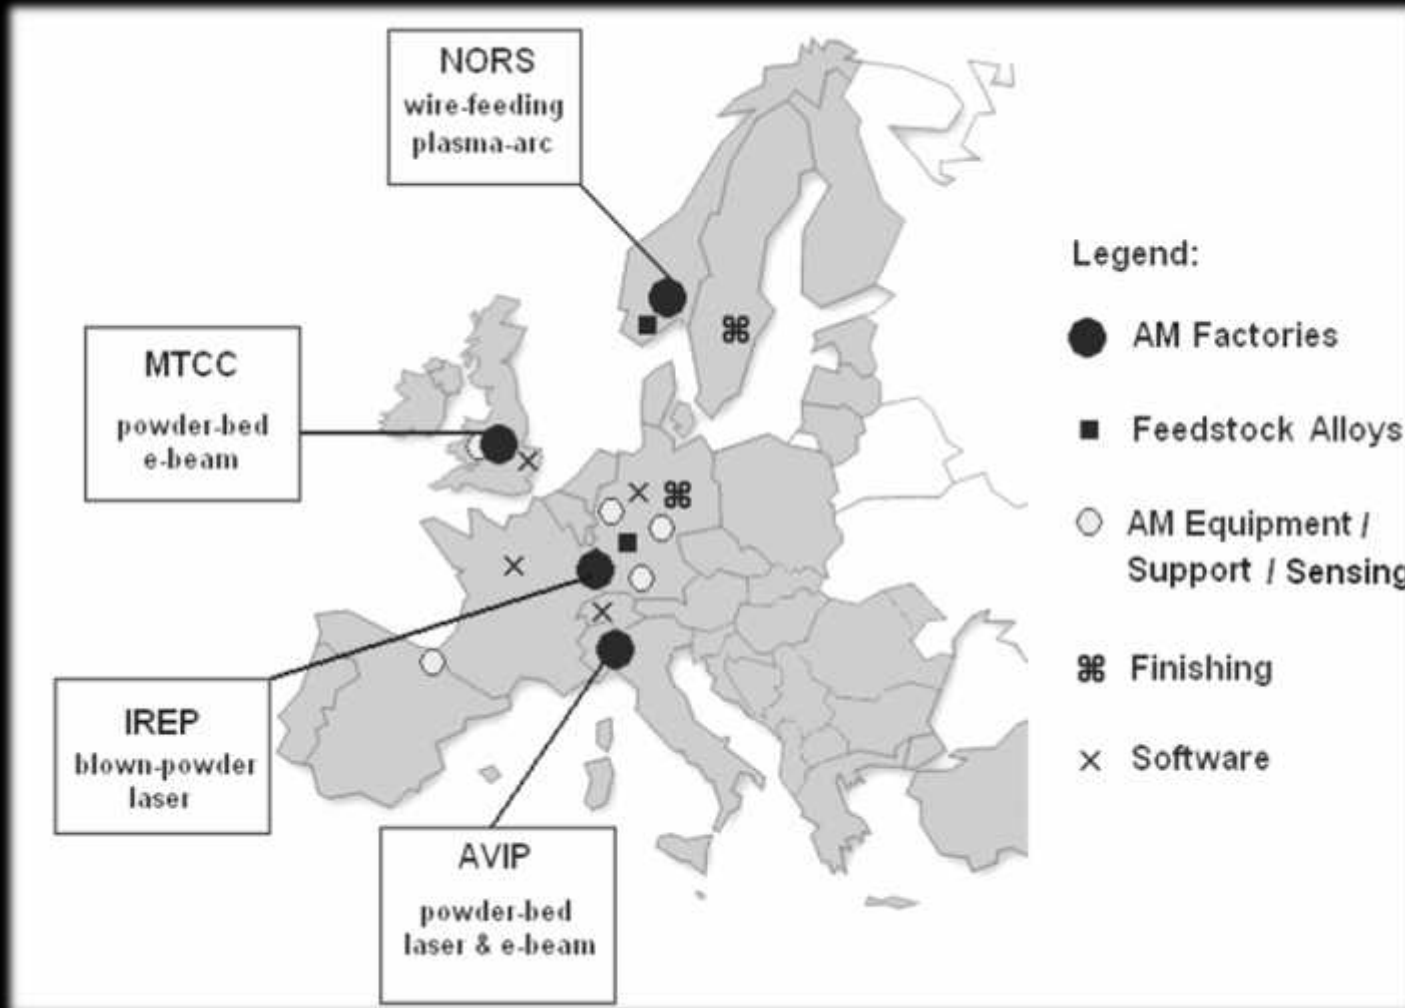 NORS
wire-feeding
plasma-arc
MTCC
powder-bed
e-beam
IREP
blown-powder
laser
AVIP
powder-bed
laser & e-beam
Legend:
AM Factories
Feedstock Alloys
AM Equipment /
Support / Sensing
Finishing
Software